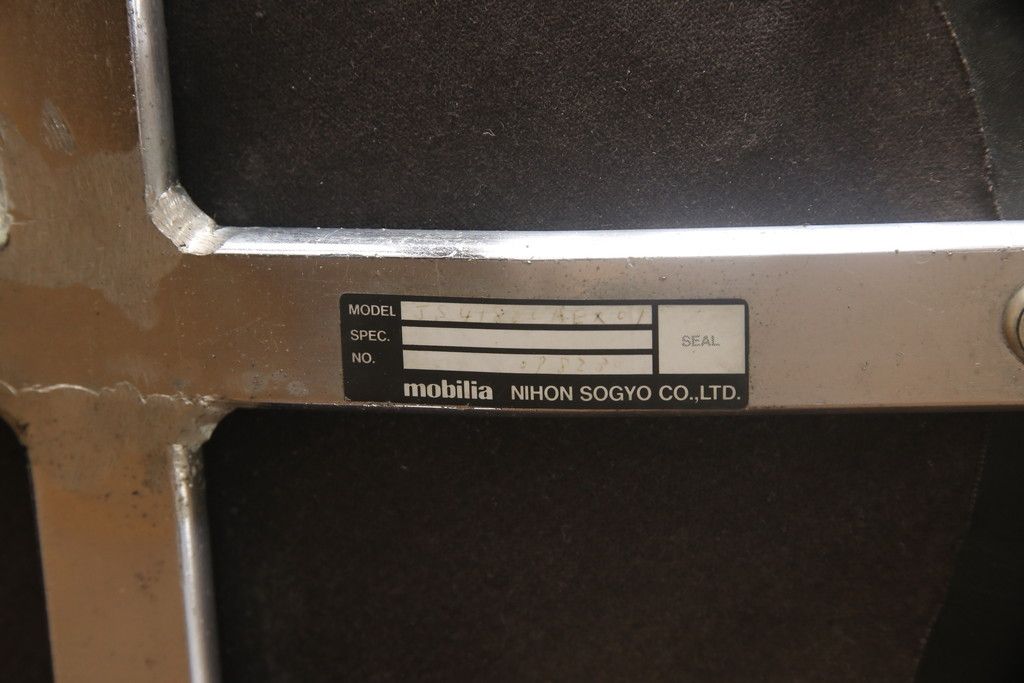 MODEL
SPEC.
NO.
SEAL
mobilia NIHON SOGYO CO.,LTD.